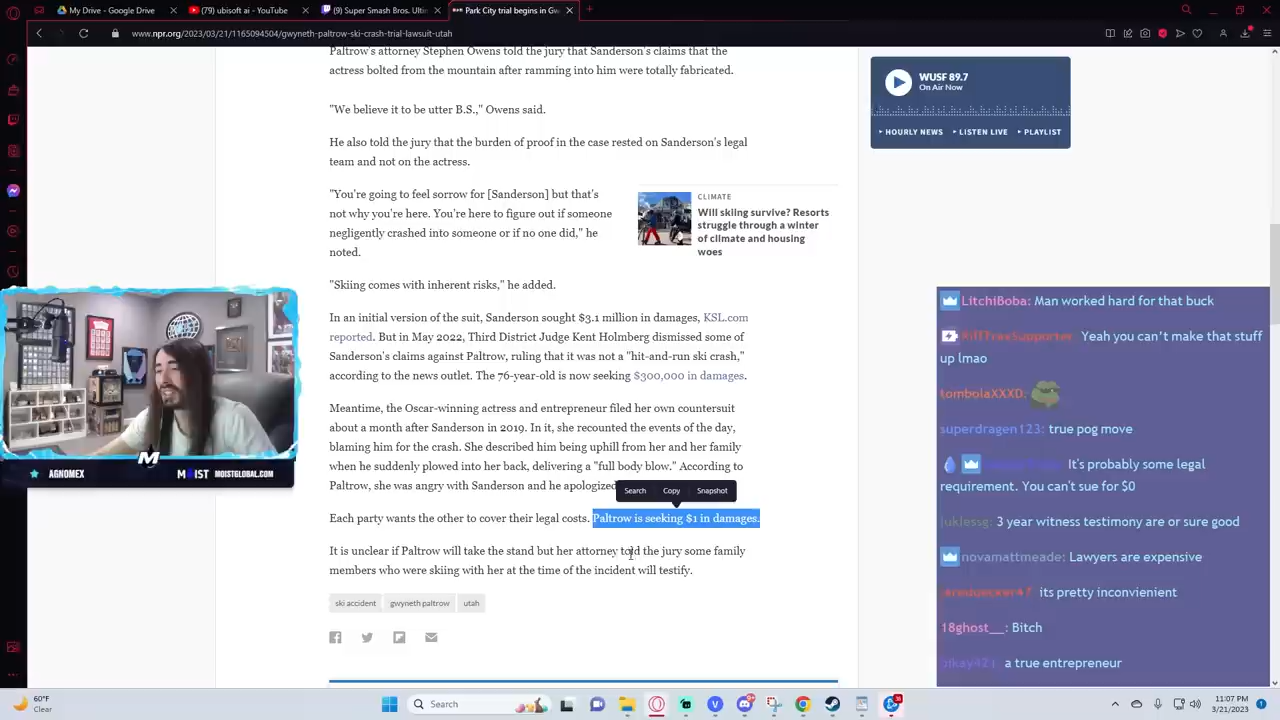 My Drive - Google Drive
(79) ubisoft ai - YouTube
(9) Super Smash Bros. Ulti
Park City trial begins in Gw
www.npr.org/2023/03/21/1165094504/gwyneth-paltrow-ski-crash-trial-lawsuit-utah
Paltrow's attorney Stephen Owens told the jury that Sanderson's claims that the
actress bolted from the mountain after ramming into him were totally fabricated.
"We believe it to be utter B.S.," Owens said.
He also told the jury that the burden of proof in the case rested on Sanderson's legal
team and not on the actress.
"You're going to feel sorrow for [Sanderson] but that's
not why you're here. You're here to figure out if someone
negligently crashed into someone or if no one did," he
noted.
CLIMATE
Will skiing survive? Resorts
struggle through a winter
of climate and housing
woes
"Skiing comes with inherent risks," he added.
In an initial version of the suit, Sanderson sought $3.1 million in damages, KSL.com
reported. But in May 2022, Third District Judge Kent Holmberg dismissed some of
Sanderson's claims against Paltrow, ruling that it was not a "hit-and-run ski crash,"
according to the news outlet. The 76-year-old is now seeking $300,000 in damages.
Meantime, the Oscar-winning actress and entrepreneur filed her own countersuit
about a month after Sanderson in 2019. In it, she recounted the events of the day,
blaming him for the crash. She described him being uphill from her and her family
when he suddenly plowed into her back, delivering a "full body blow." According to
Paltrow, she was angry with Sanderson and he apologized
Search Copy Snapshot
Each party wants the other to cover their legal costs. Paltrow is seeking $1 in damages.
It is unclear if Paltrow will take the stand but her attorney told the jury some family
members who were skiing with her at the time of the incident will testify.
ski accident
gwyneth paltrow
utah
WUSF 89.7
On Air Now
HOURLY NEWS LISTEN LIVE PLAYLIST
AGNOMEX
M IST MOISTGLOBAL.COM
LitchiBoba: Man worked hard for that buck
KillTreeSupporter Yeah you can't make that stuff
up lmao
tombolaXXXD:
superdragen123: true pog move
It's probably some legal
requirement. You can't sue for $0
juklessg: 3 year witness testimony are or sure good
novamattmeade: Lawyers are expensive
its pretty inconvienient
18ghost__: Bitch
a true entrepreneur
60°F
Clear
Search
11:07 PM
3/21/2023